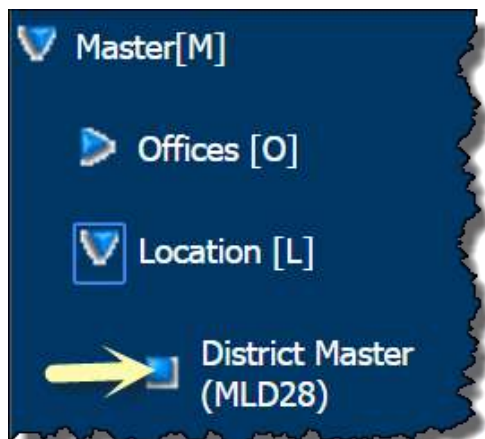 Master[M]
Offices [O]
Location [L]
District Master
(MLD28)